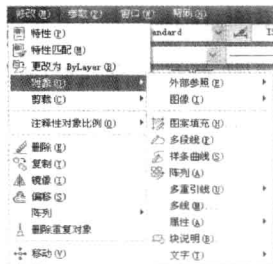 修改(M) 参数(P) 窗口(W) 帮助(H)
andard
特性(P)
特性匹配(M)
更改为 ByLayer(B)
对象(O)
剪裁(C)
注释性对象比例(O)
删除(E)
复制(Y)
镜像(I)
偏移(S)
阵列
删除重复对象
移动(V)
外部参照(E)
图像(I)
图案填充(H)
多段线(P)
样条曲线(S)
阵列(A)
多重引线(U)
多线(M)
属性(A)
块说明(B)
文字(T)